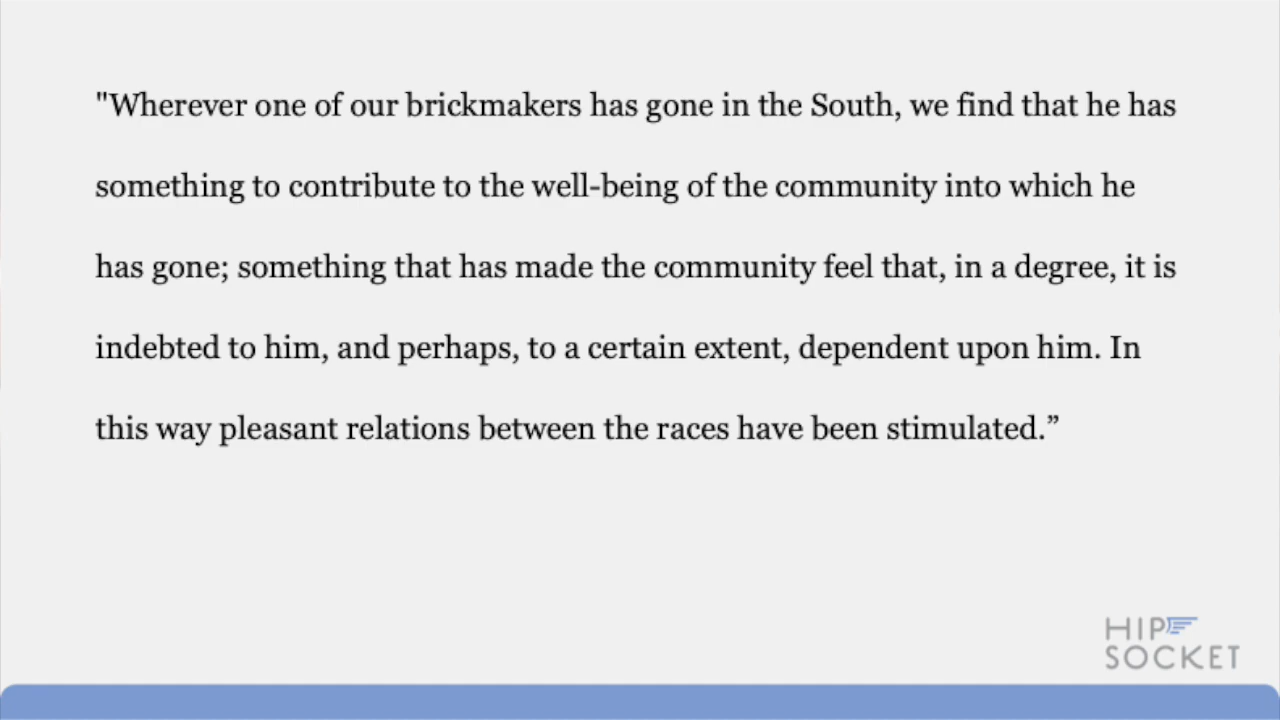 "Wherever one of our brickmakers has gone in the South, we find that he has
something to contribute to the well-being of the community into which he
has gone; something that has made the community feel that, in a degree, it is
indebted to him, and perhaps, to a certain extent, dependent upon him. In
this way pleasant relations between the races have been stimulated.”
HIP
SOCKET